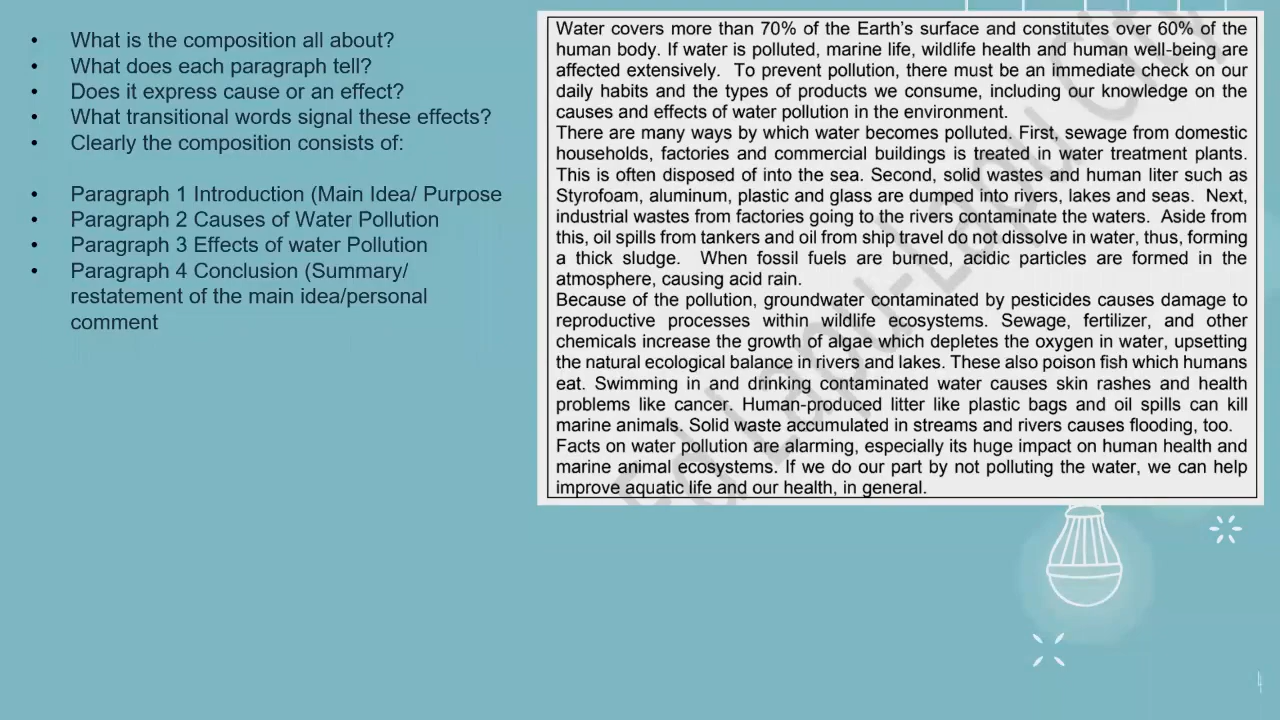 • What is the composition all about?
• What does each paragraph tell?
• Does it express cause or an effect?
• What transitional words signal these effects?
• Clearly the composition consists of:
• Paragraph 1 Introduction (Main Idea/ Purpose
• Paragraph 2 Causes of Water Pollution
• Paragraph 3 Effects of water Pollution
• Paragraph 4 Conclusion (Summary/
restatement of the main idea/personal
comment
Water covers more than 70% of the Earth's surface and constitutes over 60% of the
human body. If water is polluted, marine life, wildlife health and human well-being are
affected extensively. To prevent pollution, there must be an immediate check on our
daily habits and the types of products we consume, including our knowledge on the
causes and effects of water pollution in the environment.
There are many ways by which water becomes polluted. First, sewage from domestic
households, factories and commercial buildings is treated in water treatment plants.
This is often disposed of into the sea. Second, solid wastes and human liter such as
Styrofoam, aluminum, plastic and glass are dumped into rivers, lakes and seas. Next,
industrial wastes from factories going to the rivers contaminate the waters. Aside from
this, oil spills from tankers and oil from ship travel do not dissolve in water, thus, forming
a thick sludge. When fossil fuels are burned, acidic particles are formed in the
atmosphere, causing acid rain.
Because of the pollution, groundwater contaminated by pesticides causes damage to
reproductive processes within wildlife ecosystems. Sewage, fertilizer, and other
chemicals increase the growth of algae which depletes the oxygen in water, upsetting
the natural ecological balance in rivers and lakes. These also poison fish which humans
eat. Swimming in and drinking contaminated water causes skin rashes and health
problems like cancer. Human-produced litter like plastic bags and oil spills can kill
marine animals. Solid waste accumulated in streams and rivers causes flooding, too.
Facts on water pollution are alarming, especially its huge impact on human health and
marine animal ecosystems. If we do our part by not polluting the water, we can help
improve aquatic life and our health, in general.
Ed Lapu-Lapu City
4